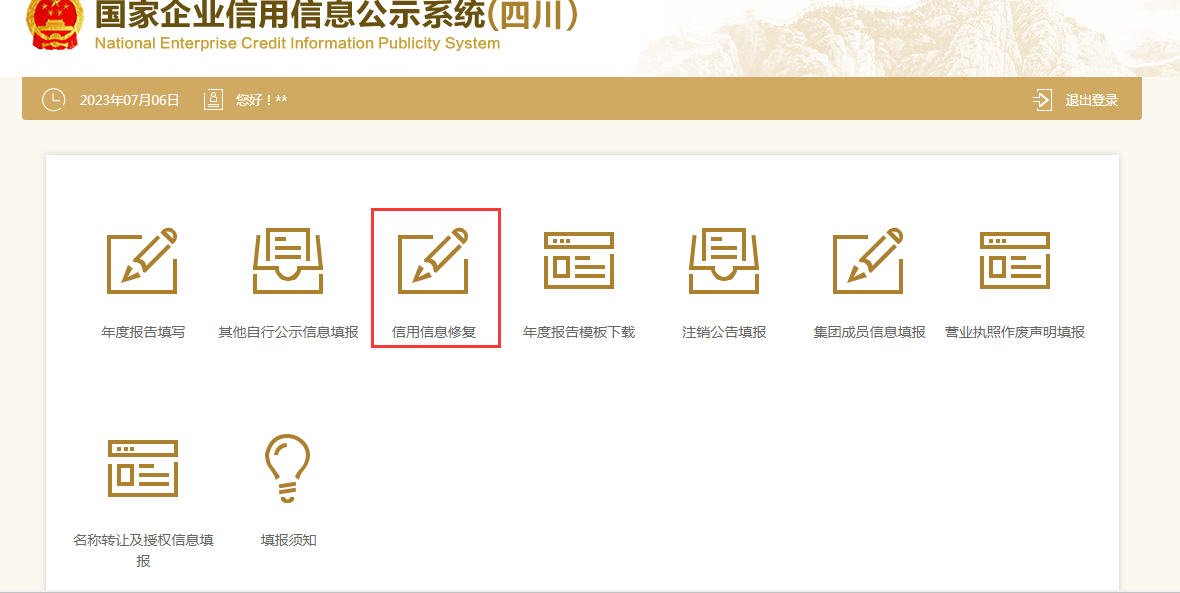 国家企业信用信息公示系统(四川)
National Enterprise Credit Information Publicity System
2023年07月06日 您好！** 退出登录
年度报告填写 其他自行公示信息填报 信用信息修复 年度报告模板下载 注销公告填报 集团成员信息填报 营业执照作废声明填报
名称转让及授权信息填 填报须知
报